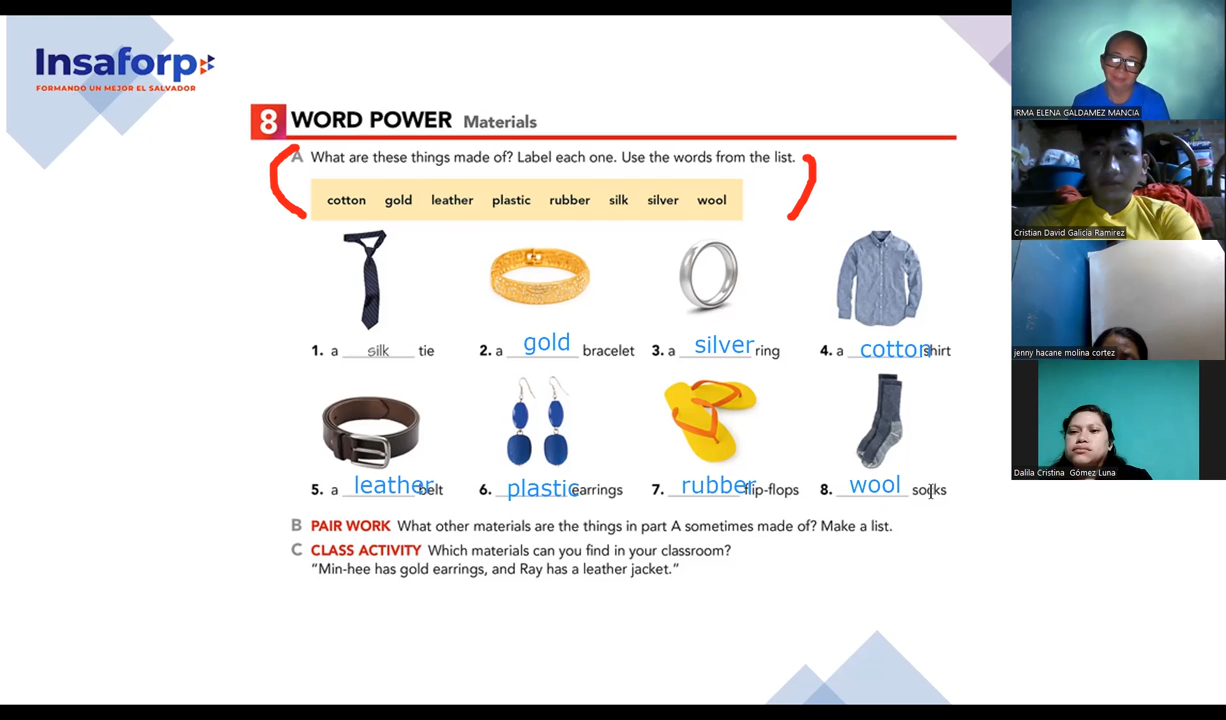 Insaforp
FORMANDO UN MEJOR EL SALVADOR
8 WORD POWER Materials
A What are these things made of? Label each one. Use the words from the list.
cotton gold leather plastic rubber silk silver wool
1. a silk tie
2. a gold bracelet
3. a silver ring
4. a cotton shirt
5. a leather belt
6. plastic earrings
7. rubber flip-flops
8. wool socks
B PAIR WORK What other materials are the things in part A sometimes made of? Make a list.
C CLASS ACTIVITY Which materials can you find in your classroom?
“Min-hee has gold earrings, and Ray has a leather jacket.”
IRMA ELENA GALDAMEZ MANCIA
Cristian David Galicia Ramirez
jenny hacane molina cortez
Dalila Cristina Gómez Luna